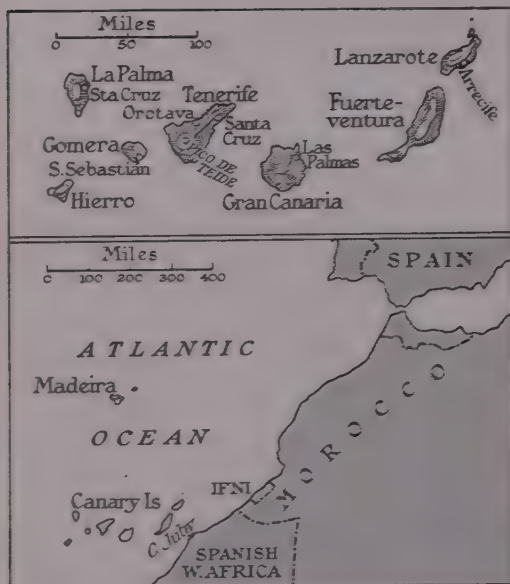 Miles
0 50 100
Lanzarote
Arrecife
La Palma
Sta Cruz
Orotava
Tenerife
Santa
Cruz
PICO DE
TEIDE
Fuerte-
ventura
Gomera
S. Sebastián
Las
Palmas
Hierro
Gran Canaria
Miles
0 100 200 300 400
SPAIN
ATLANTIC
Madeira
OCEAN
MOROCCO
IFNI
Canary Is
C. Juby
SPANISH
W. AFRICA